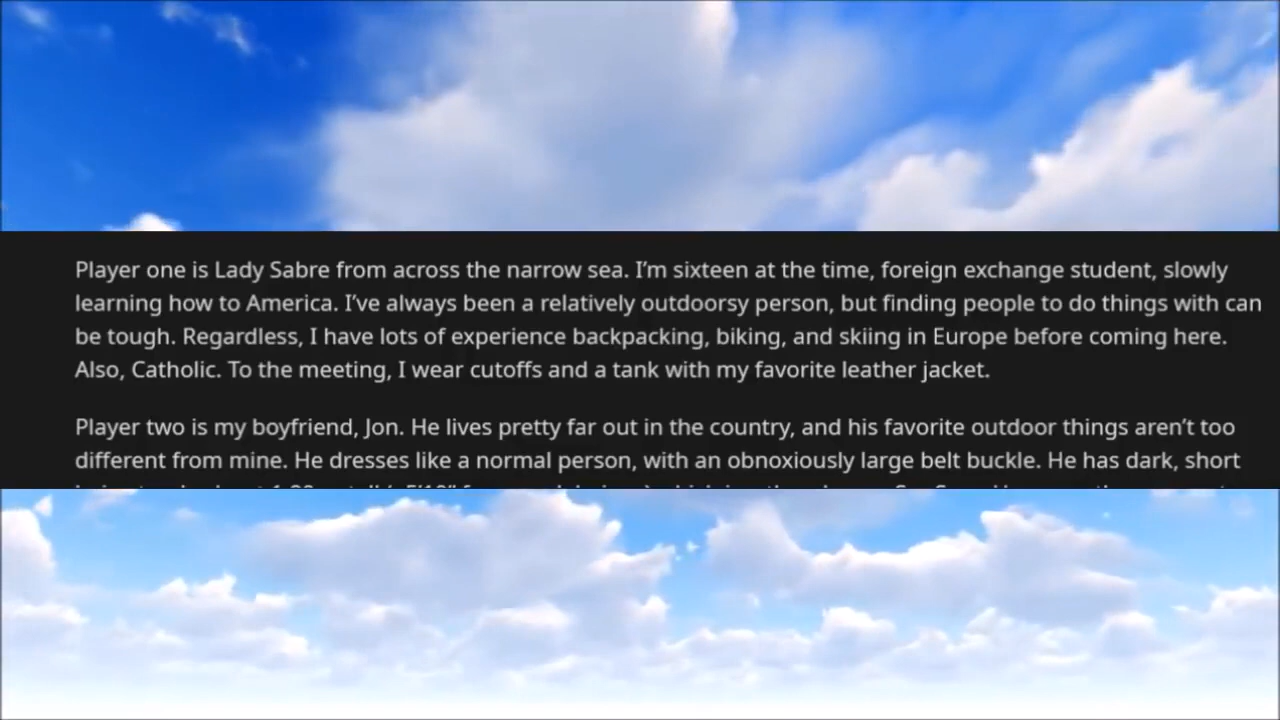 Player one is Lady Sabre from across the narrow sea. I’m sixteen at the time, foreign exchange student, slowly
learning how to America. I’ve always been a relatively outdoorsy person, but finding people to do things with can
be tough. Regardless, I have lots of experience backpacking, biking, and skiing in Europe before coming here.
Also, Catholic. To the meeting, I wear cutoffs and a tank with my favorite leather jacket.
Player two is my boyfriend, Jon. He lives pretty far out in the country, and his favorite outdoor things aren’t too
different from mine. He dresses like a normal person, with an obnoxiously large belt buckle. He has dark, short